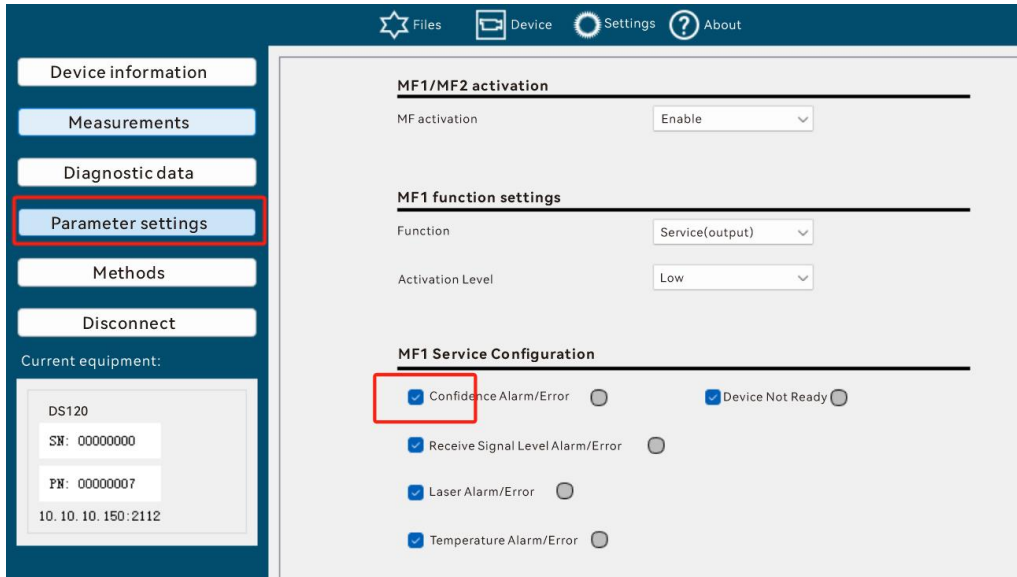 Files Device Settings ? About
Device information
Measurements
Diagnostic data
Parameter settings
Methods
Disconnect
Current equipment:
DS120
SN: 00000000
PN: 00000007
10.10.10.150:2112
MF1/MF2 activation
MF activation Enable
MF1 function settings
Function Service(output)
Activation Level Low
MF1 Service Configuration
Confidence Alarm/Error Device Not Ready
Receive Signal Level Alarm/Error
Laser Alarm/Error
Temperature Alarm/Error